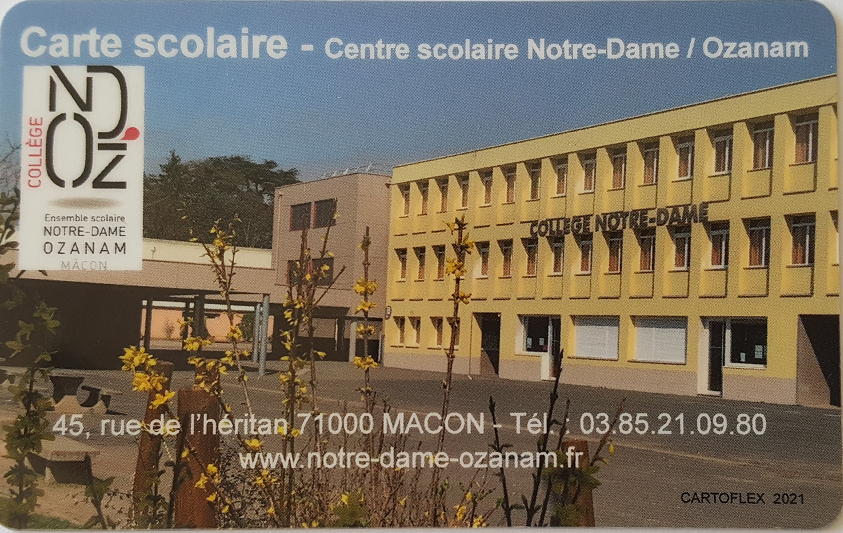 Carte scolaire - Centre scolaire Notre-Dame / Ozanam
COLLÈGE
ND
OZ
Ensemble scolaire
NOTRE-DAME
OZANAM
MÂCON
COLLEGE NOTRE-DAME
45, rue de l'héritan 71000 MACON - Tél. : 03.85.21.09.80
www.notre-dame-ozanam.fr
CARTOFLEX 2021